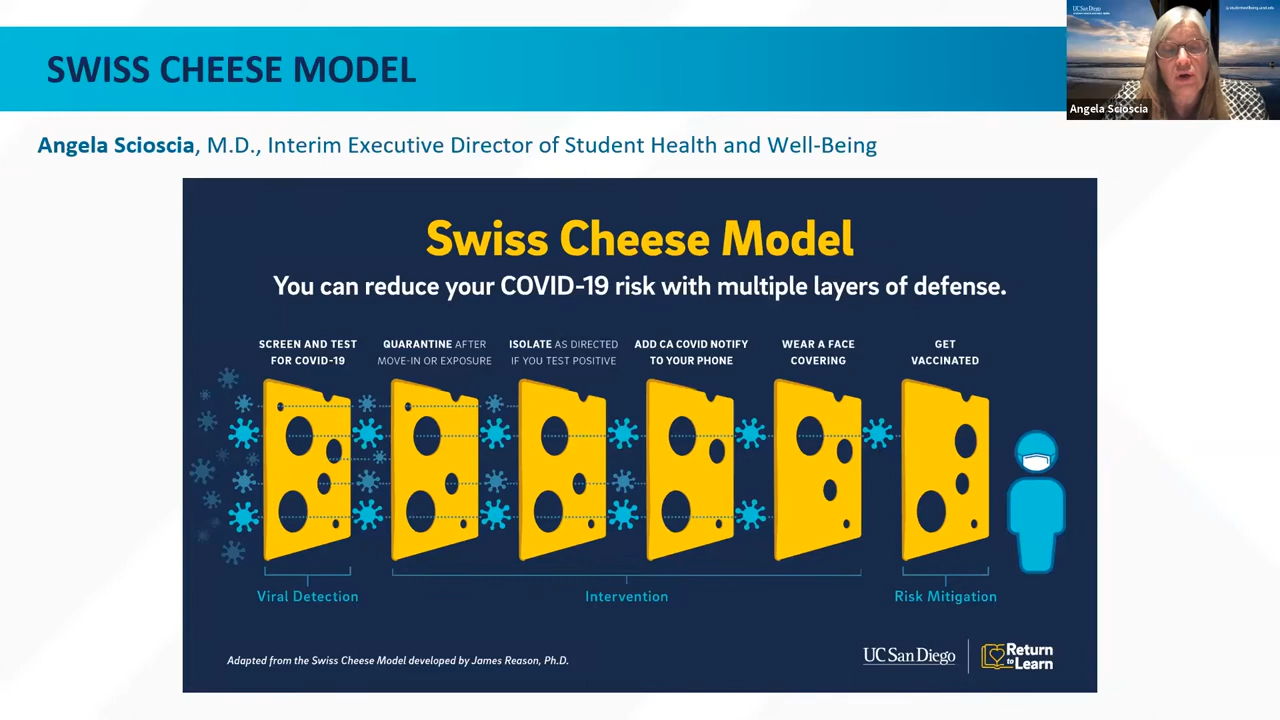 SWISS CHEESE MODEL
UC San Diego
Angela Scioscia
Angela Scioscia, M.D., Interim Executive Director of Student Health and Well-Being
Swiss Cheese Model
You can reduce your COVID-19 risk with multiple layers of defense.
SCREEN AND TEST
FOR COVID-19
QUARANTINE AFTER
MOVE-IN OR EXPOSURE
ISOLATE AS DIRECTED
IF YOU TEST POSITIVE
ADD CA COVID NOTIFY
TO YOUR PHONE
WEAR A FACE
COVERING
GET
VACCINATED
Viral Detection
Intervention
Risk Mitigation
Adapted from the Swiss Cheese Model developed by James Reason, Ph.D.
UC San Diego
Return
to Learn